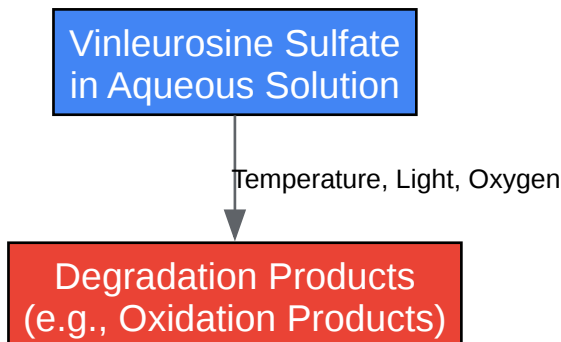 Vinleurosine Sulfate
in Aqueous Solution
Temperature, Light, Oxygen
Degradation Products
(e.g., Oxidation Products)